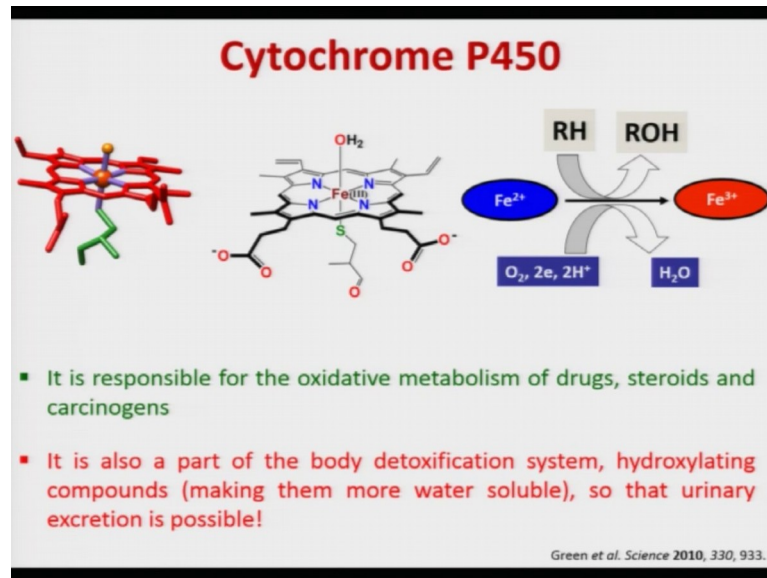 Cytochrome P450
OH₂
N
N
Fe(III)
N
N
S
⁻O
O
O⁻
O
O
RH
ROH
Fe²⁺
Fe³⁺
O₂, 2e, 2H⁺
H₂O
▪ It is responsible for the oxidative metabolism of drugs, steroids and
carcinogens
▪ It is also a part of the body detoxification system, hydroxylating
compounds (making them more water soluble), so that urinary
excretion is possible!
Green et al. Science 2010, 330, 933.